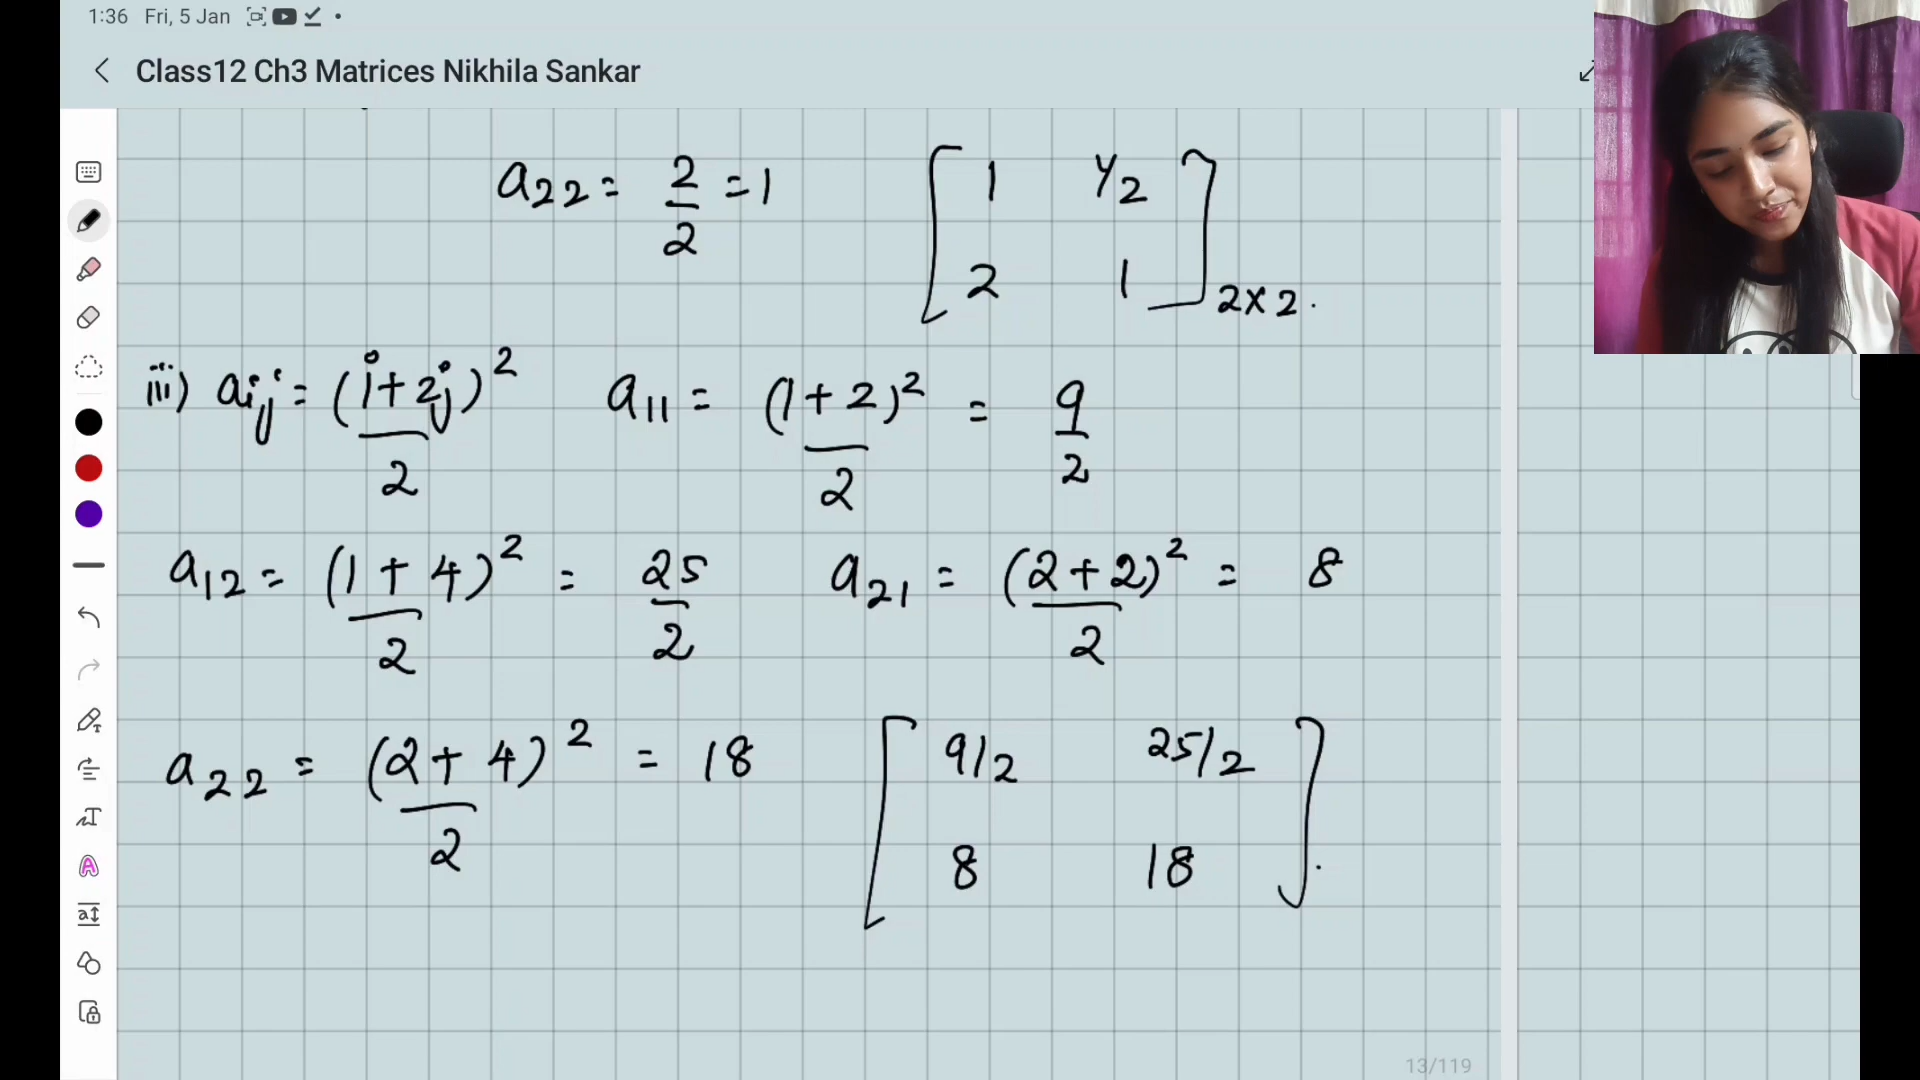 1:36 Fri, 5 Jan
Class12 Ch3 Matrices Nikhila Sankar
a22 = 2/2 = 1 [1 1/2
2 1] 2x2.
iii) aij = (i+2j)²/2 a11 = (1+2)²/2 = 9/2
a12 = (1+4)²/2 = 25/2 a21 = (2+2)²/2 = 8
a22 = (2+4)²/2 = 18 [9/2 25/2
8 18].
13/119